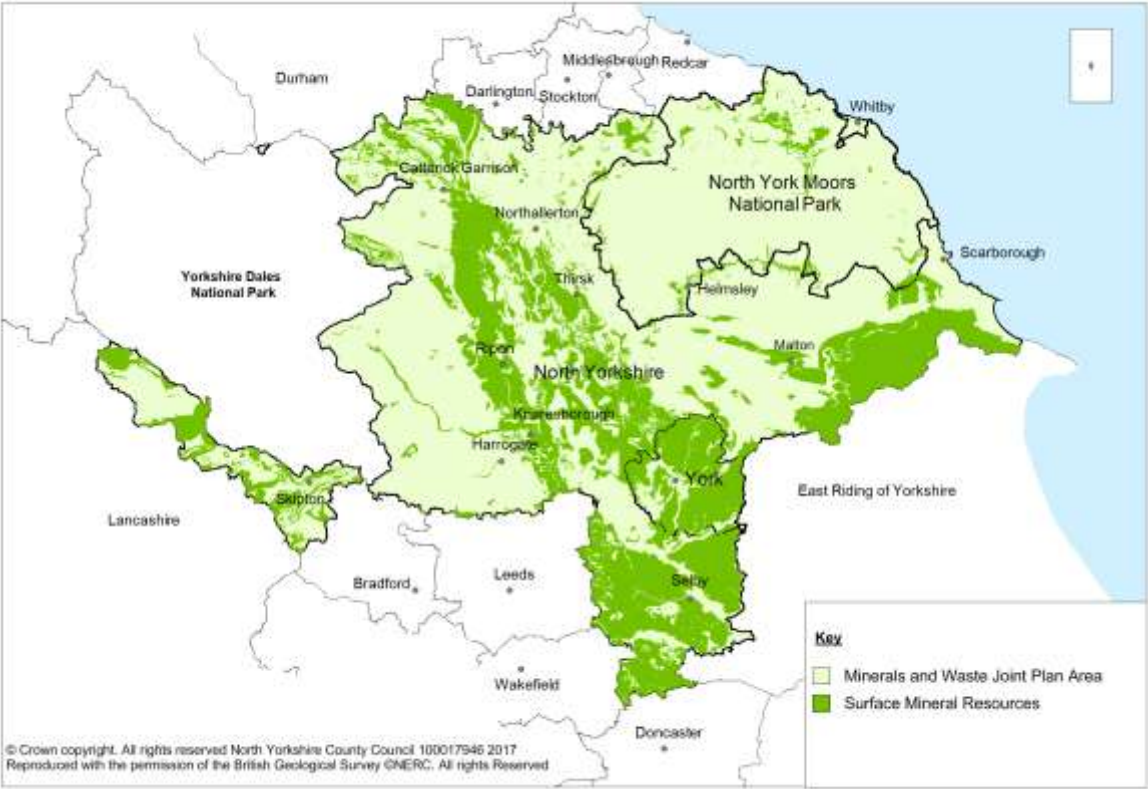 Durham
Middlesbrough
Redcar
Darlington
Stockton
Whitby
Catterick Garrison
North York Moors
National Park
Northallerton
Scarborough
Yorkshire Dales
National Park
Thirsk
Helmsley
Ripon
Malton
North Yorkshire
Knaresborough
Harrogate
York
Skipton
East Riding of Yorkshire
Lancashire
Bradford
Leeds
Selby
Wakefield
Doncaster
Key
Minerals and Waste Joint Plan Area
Surface Mineral Resources
© Crown copyright. All rights reserved North Yorkshire County Council 100017946 2017
Reproduced with the permission of the British Geological Survey ©NERC. All rights Reserved